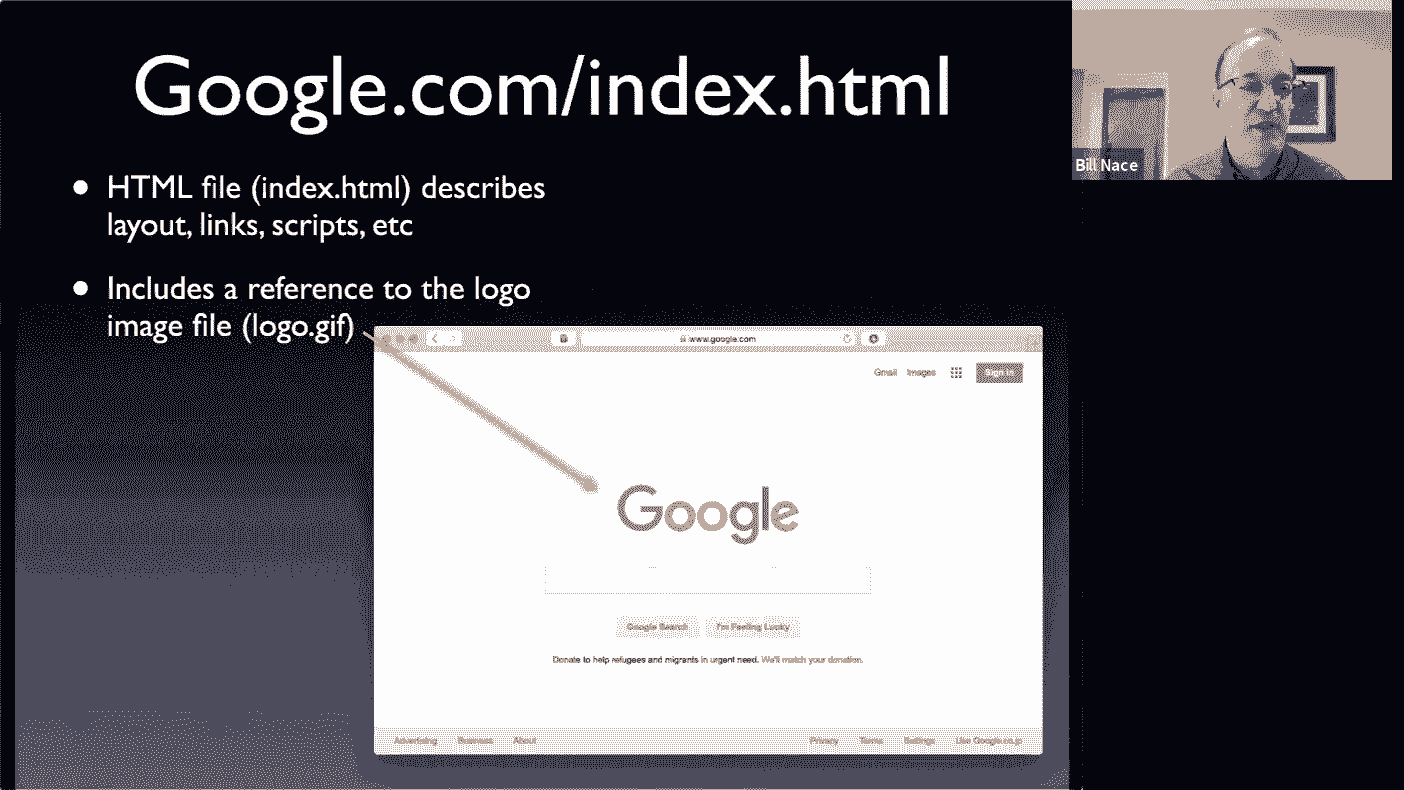 Google.com/index.html
Bill Nace
• HTML file (index.html) describes
layout, links, scripts, etc
• Includes a reference to the logo
image file (logo.gif)
www.google.com
Gmail Images Sign in
Google
Google Search I'm Feeling Lucky
Donate to help refugees and migrants in urgent need. We'll match your donation.
Advertising Business About Privacy Terms Settings Use Google.co.jp